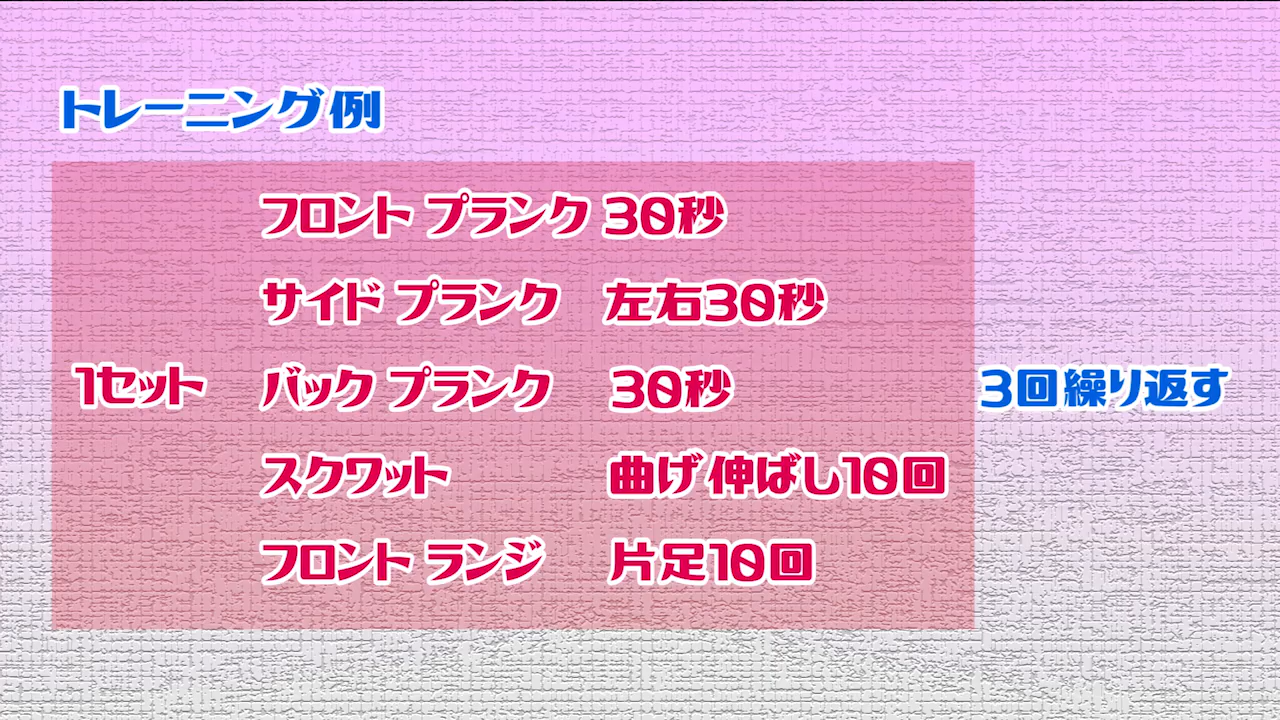 トレーニング例
フロント プランク 30秒
サイド プランク 左右30秒
1セット バック プランク 30秒 3回繰り返す
スクワット 曲げ伸ばし10回
フロント ランジ 片足10回